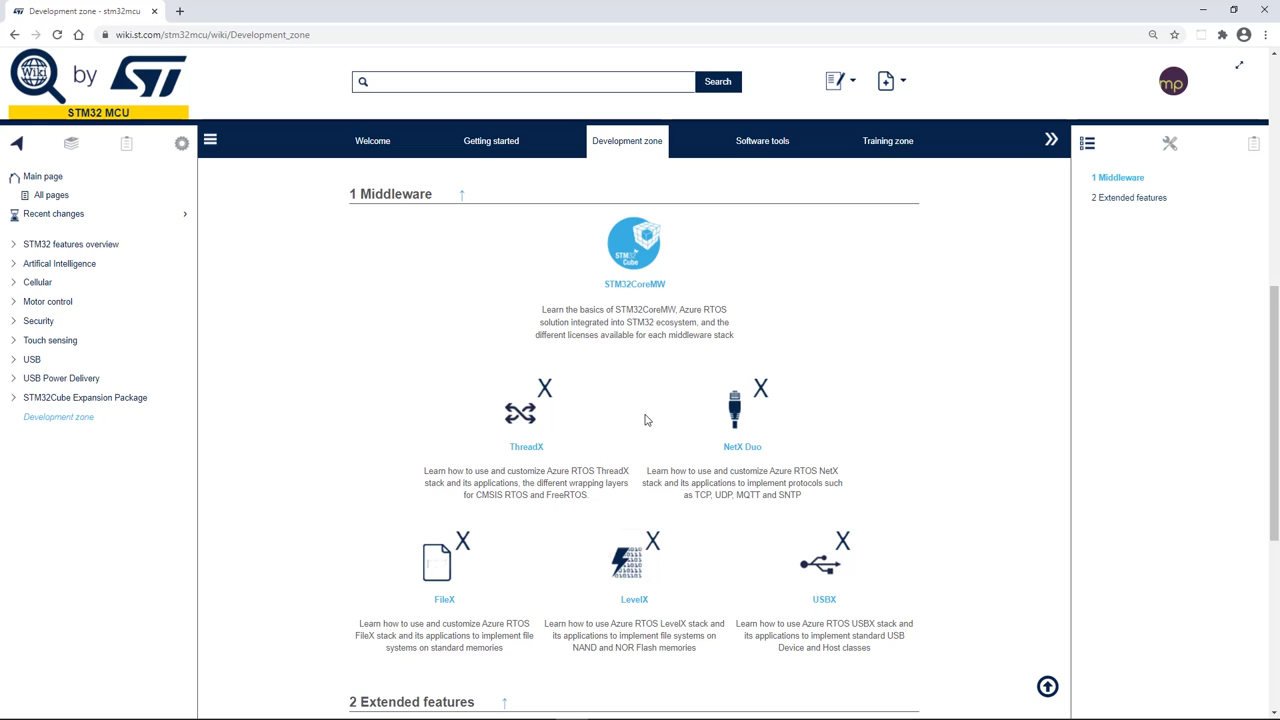 Development zone - stm32mcu
wiki.st.com/stm32mcu/wiki/Development_zone
Wiki by ST
STM32 MCU
Search
mp
Welcome
Getting started
Development zone
Software tools
Training zone
Main page
All pages
Recent changes
STM32 features overview
Artifical Intelligence
Cellular
Motor control
Security
Touch sensing
USB
USB Power Delivery
STM32Cube Expansion Package
Development zone
1 Middleware ↑
STM32
Cube
STM32CoreMW
Learn the basics of STM32CoreMW, Azure RTOS
solution integrated into STM32 ecosystem, and the
different licenses available for each middleware stack
X
ThreadX
Learn how to use and customize Azure RTOS ThreadX
stack and its applications, the different wrapping layers
for CMSIS RTOS and FreeRTOS.
X
NetX Duo
Learn how to use and customize Azure RTOS NetX
stack and its applications to implement protocols such
as TCP, UDP, MQTT and SNTP
X
FileX
Learn how to use and customize Azure RTOS
FileX stack and its applications to implement file
systems on standard memories
X
LevelX
Learn how to use Azure RTOS LevelX stack and
its applications to implement file systems on
NAND and NOR Flash memories
X
USBX
Learn how to use Azure RTOS USBX stack and
its applications to implement standard USB
Device and Host classes
2 Extended features ↑
1 Middleware
2 Extended features